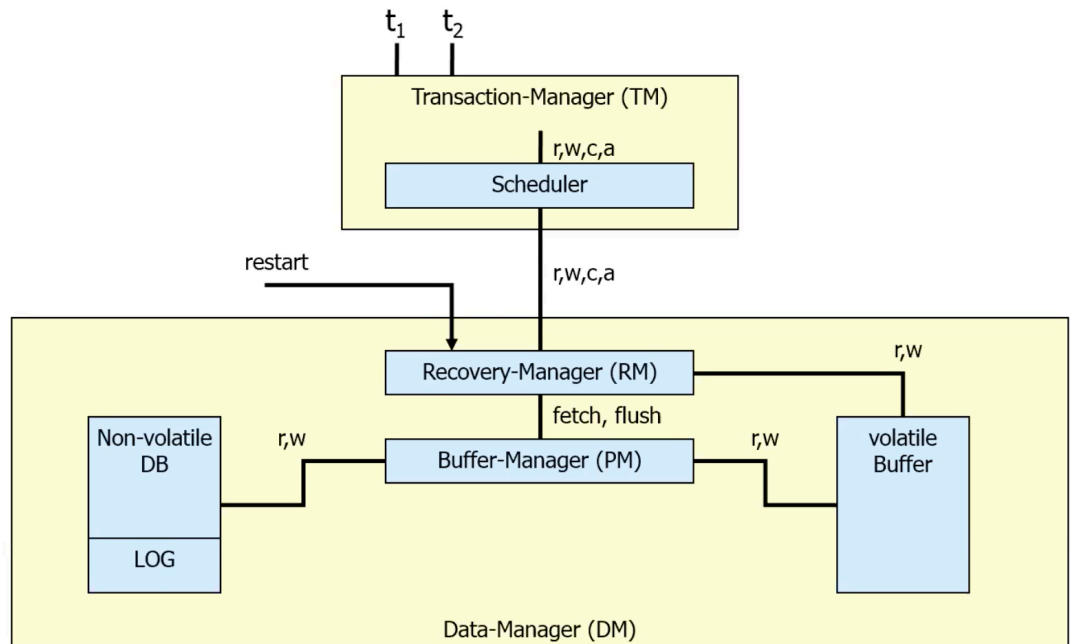 t₁ t₂
Transaction-Manager (TM)
r,w,c,a
Scheduler
restart
r,w,c,a
r,w
Recovery-Manager (RM)
fetch, flush
Non-volatile
DB
r,w
Buffer-Manager (PM)
r,w
volatile
Buffer
LOG
Data-Manager (DM)